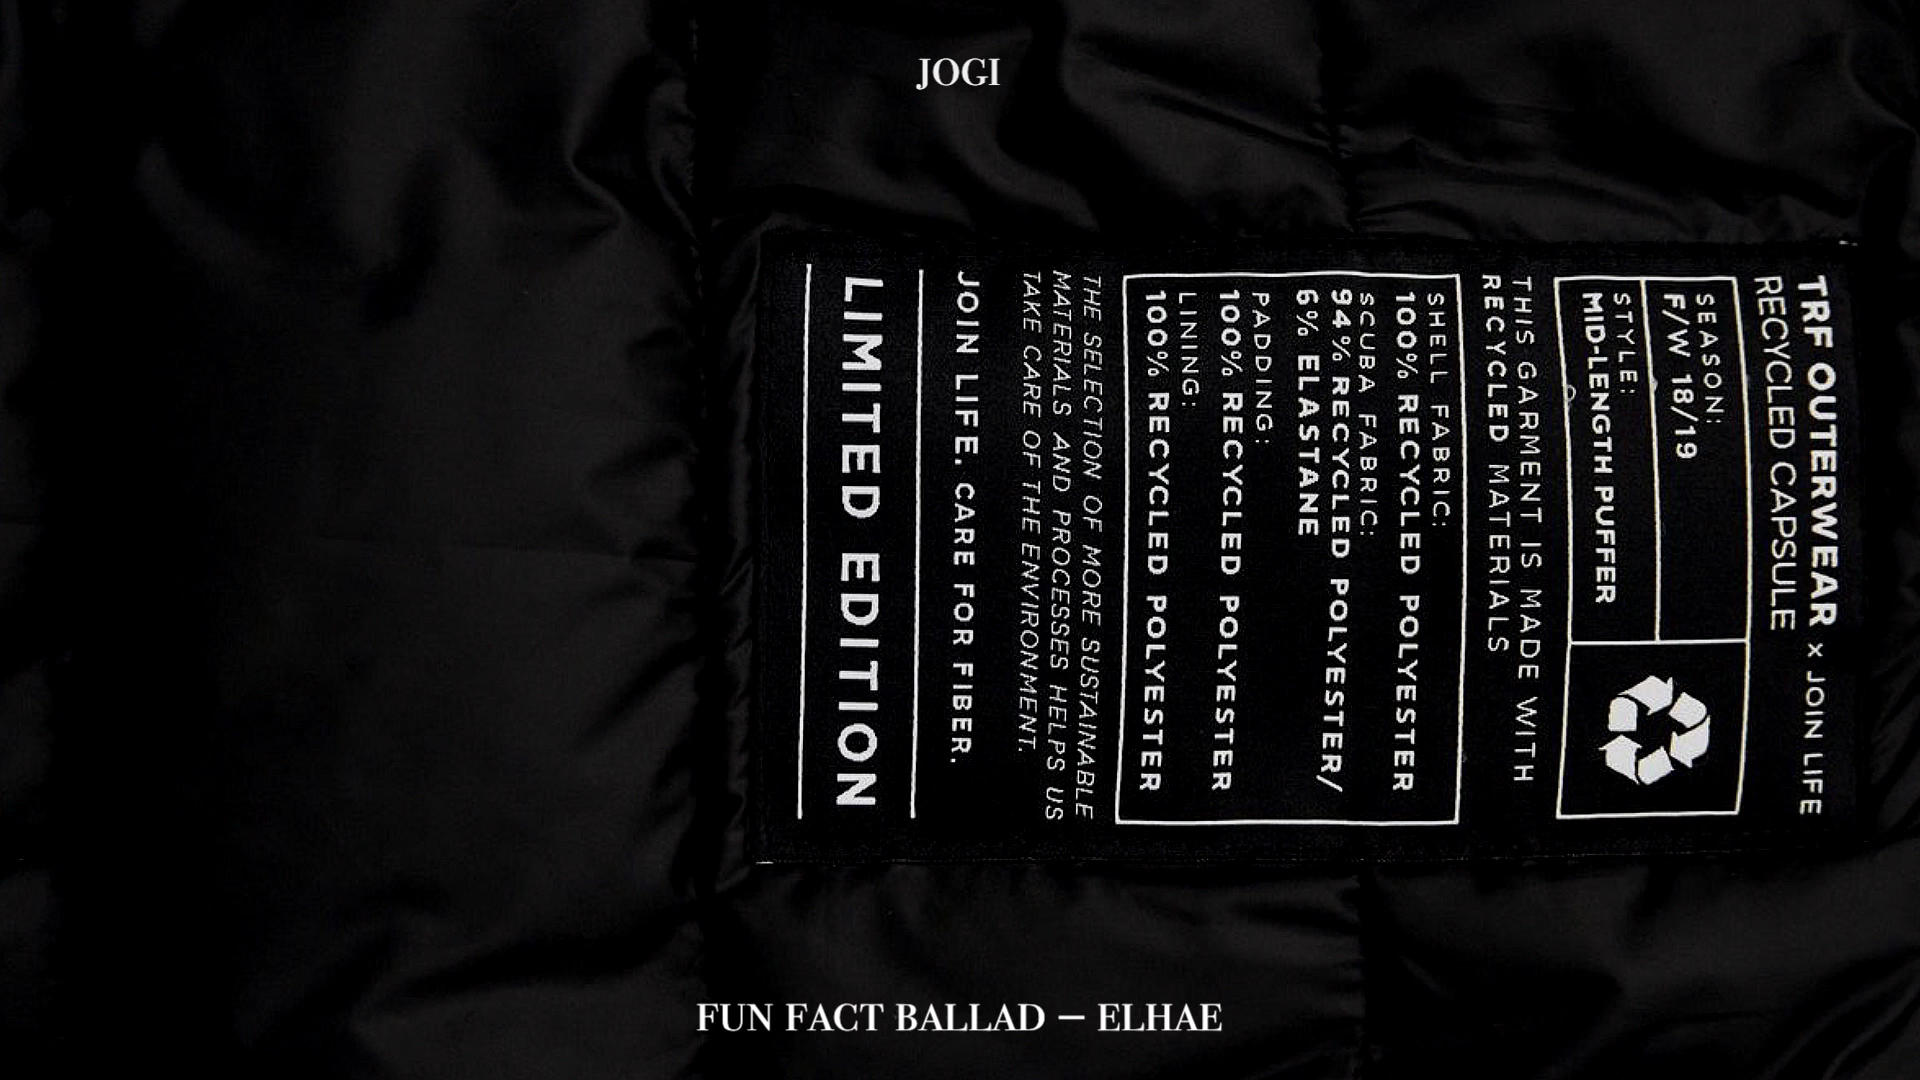 JOGI
TRF OUTERWEAR × JOIN LIFE
RECYCLED CAPSULE
SEASON:
F/W 18/19
STYLE:
MID-LENGTH PUFFER
THIS GARMENT IS MADE WITH
RECYCLED MATERIALS
SHELL FABRIC:
100% RECYCLED POLYESTER
SCUBA FABRIC:
94% RECYCLED POLYESTER/
6% ELASTANE
PADDING:
100% RECYCLED POLYESTER
LINING:
100% RECYCLED POLYESTER
THE SELECTION OF MORE SUSTAINABLE
MATERIALS AND PROCESSES HELPS US
TAKE CARE OF THE ENVIRONMENT.
JOIN LIFE. CARE FOR FIBER.
LIMITED EDITION
FUN FACT BALLAD — ELHAE